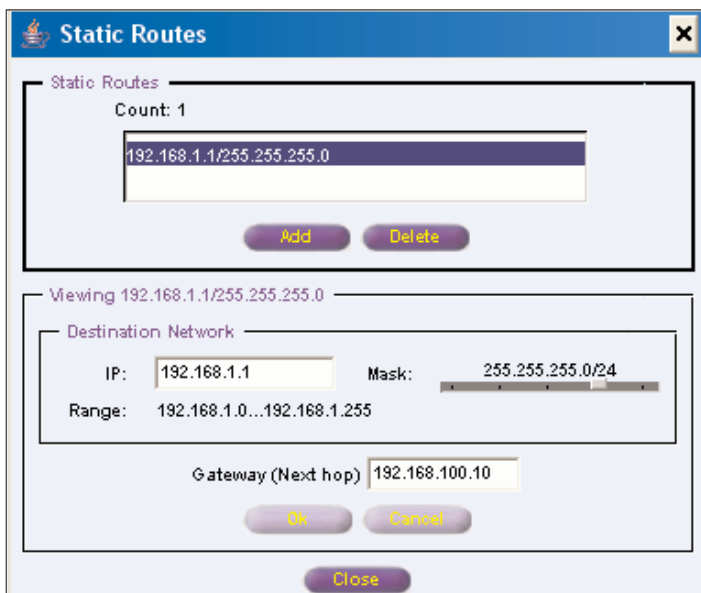 Static Routes
Static Routes
Count: 1
192.168.1.1/255.255.255.0
Add Delete
Viewing 192.168.1.1/255.255.255.0
Destination Network
IP: 192.168.1.1 Mask: 255.255.255.0/24
Range: 192.168.1.0...192.168.1.255
Gateway (Next hop) 192.168.100.10
Ok Cancel
Close